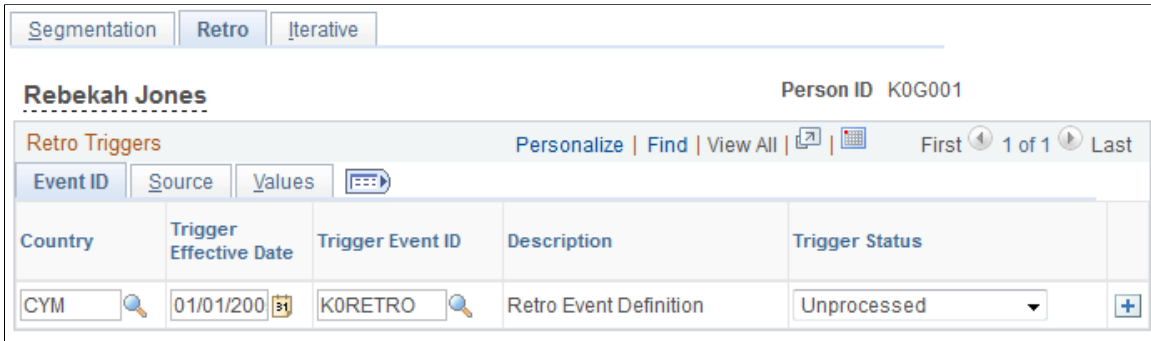 Segmentation Retro Iterative
Rebekah Jones Person ID K0G001
Retro Triggers Personalize | Find | View All | | First 1 of 1 Last
Event ID Source Values
Country Trigger Effective Date Trigger Event ID Description Trigger Status
CYM 01/01/200 31 K0RETRO Retro Event Definition Unprocessed +